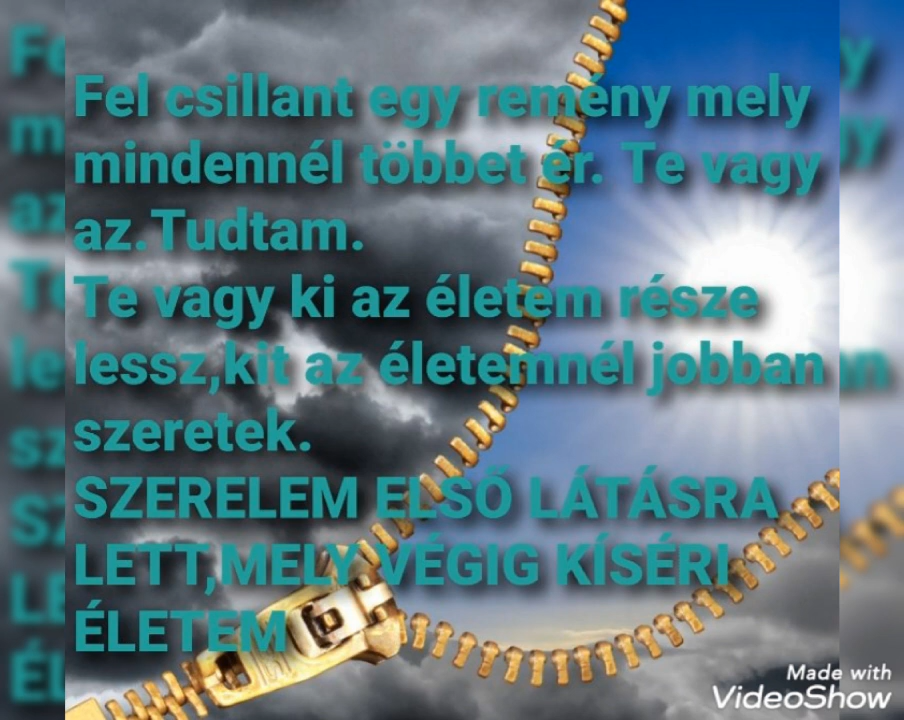 Fel csillant egy remény mely
mindennél többet ér. Te vagy
az.Tudtam.
Te vagy ki az életem része
lessz,kit az életemnél jobban
szeretek.
SZERELEM ELSŐ LÁTÁSRA
LETT,MELY VÉGIG KÍSÉRI
ÉLETEM
Made with
VideoShow